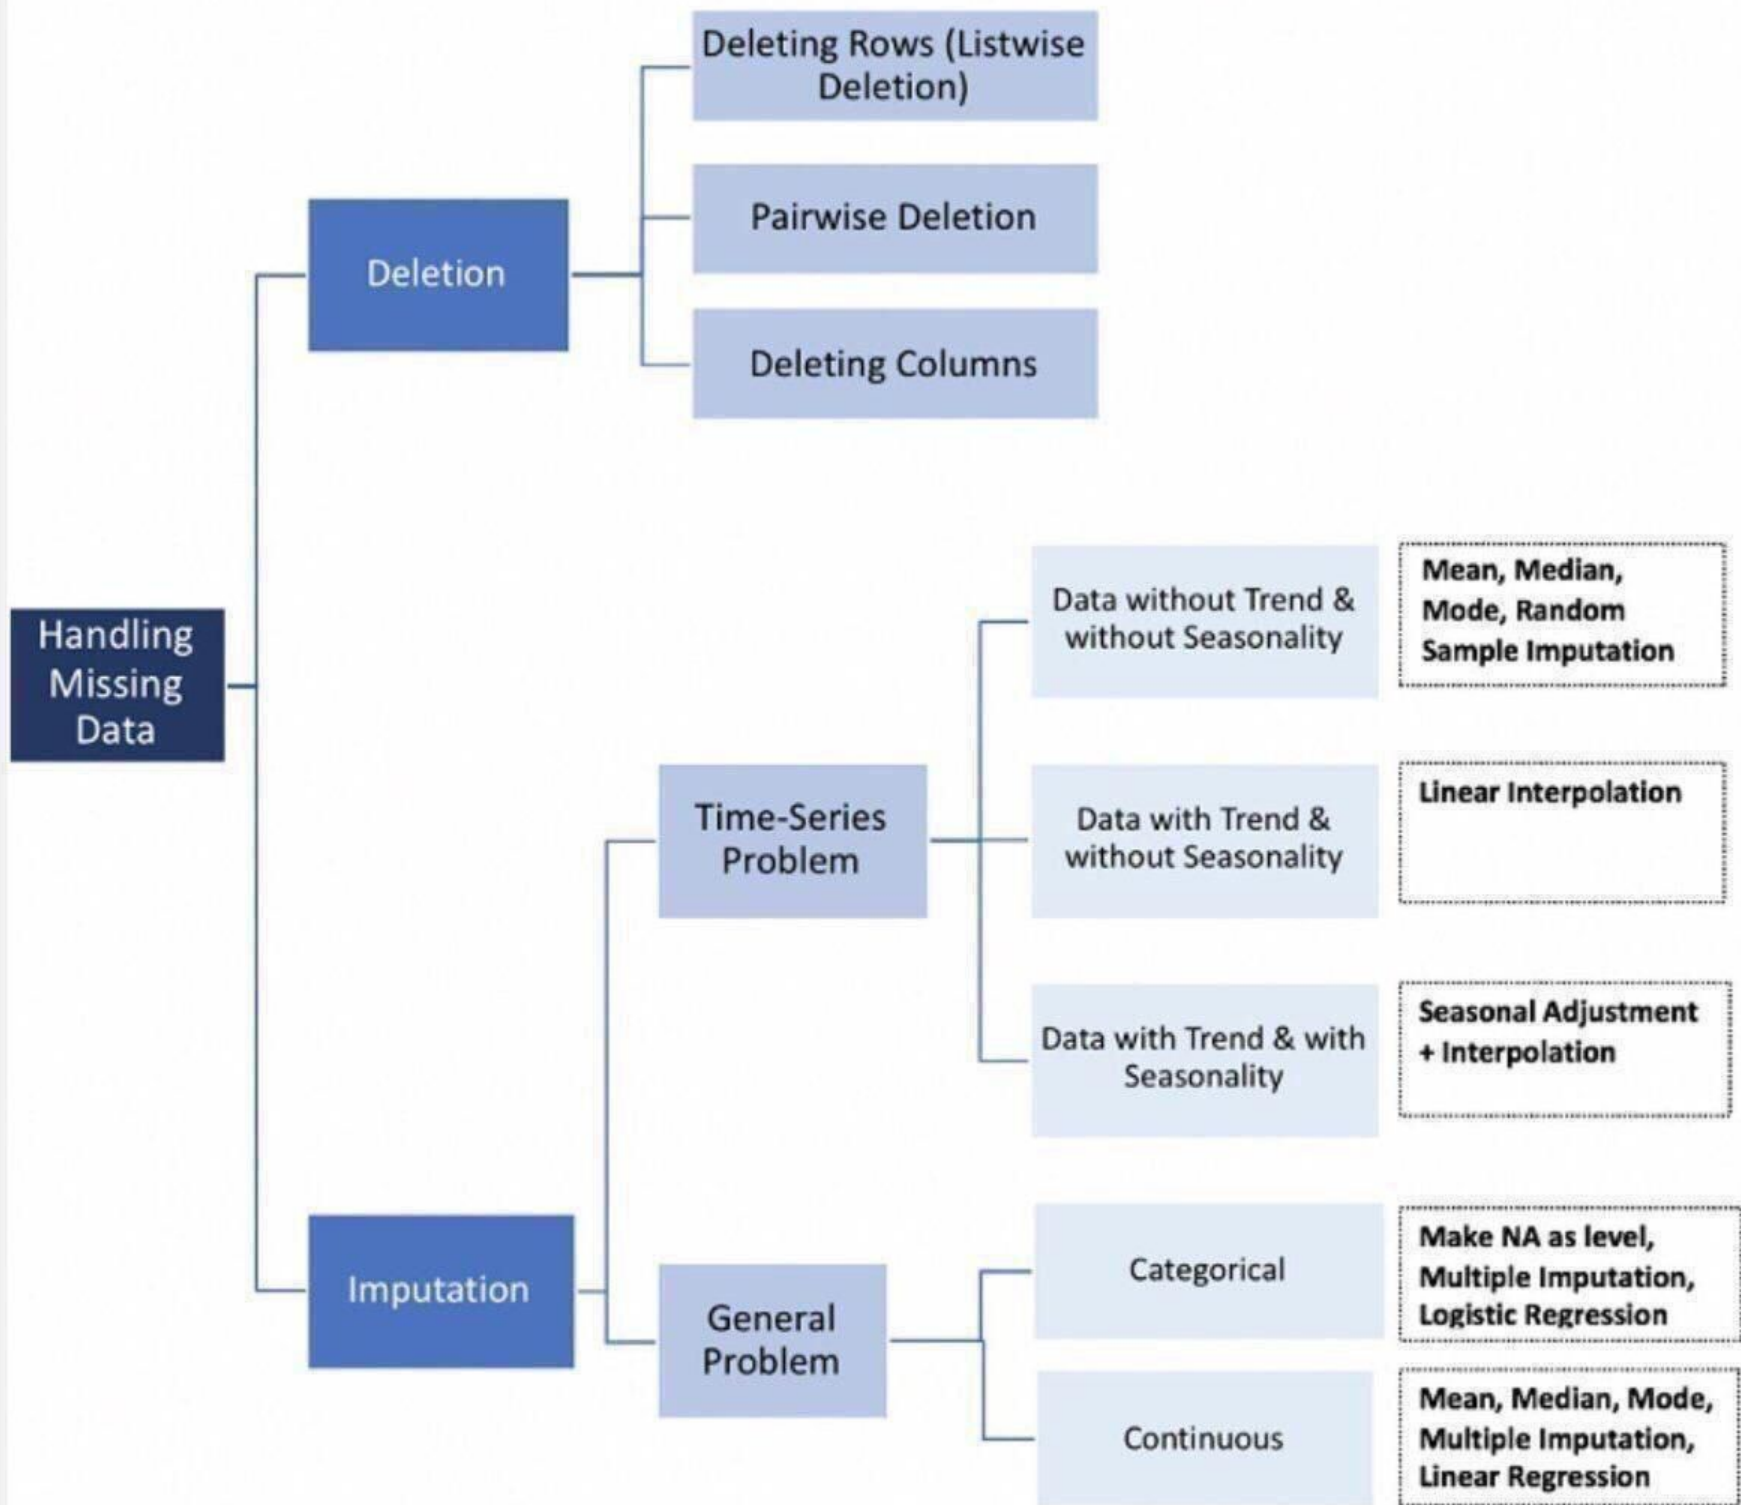 Deleting Rows (Listwise
Deletion)
Pairwise Deletion
Deletion
Deleting Columns
Handling
Missing
Data
Data without Trend &
without Seasonality
Mean, Median,
Mode, Random
Sample Imputation
Time-Series
Problem
Data with Trend &
without Seasonality
Linear Interpolation
Data with Trend & with
Seasonality
Seasonal Adjustment
+ Interpolation
Imputation
General
Problem
Categorical
Make NA as level,
Multiple Imputation,
Logistic Regression
Continuous
Mean, Median, Mode,
Multiple Imputation,
Linear Regression